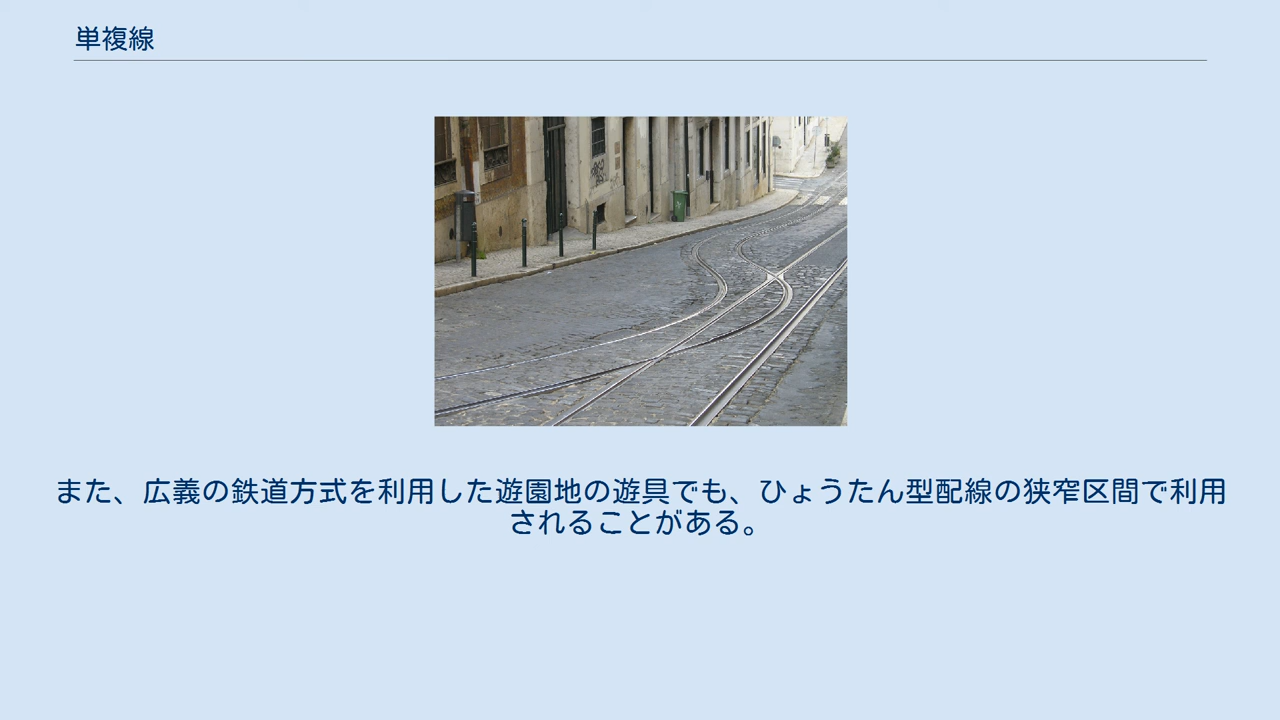 単複線
また、広義の鉄道方式を利用した遊園地の遊具でも、ひょうたん型配線の狭窄区間で利用
されることがある。